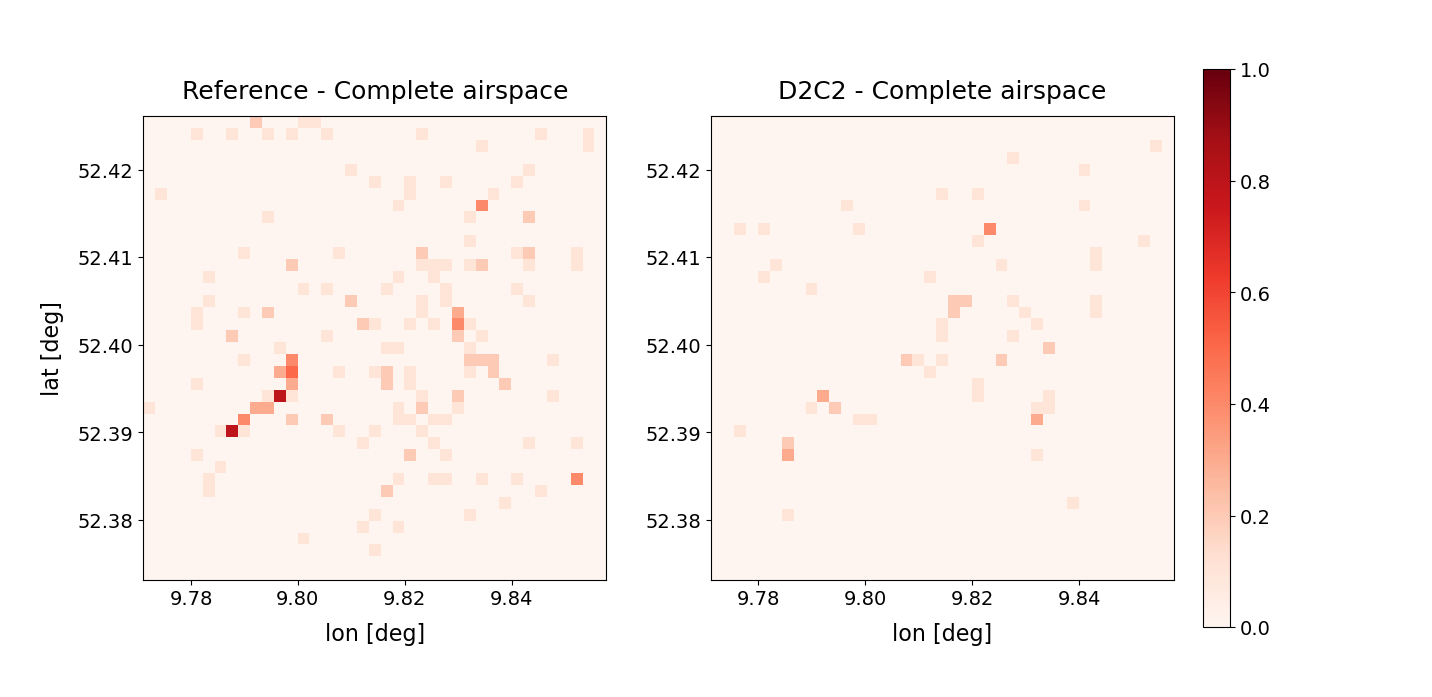 Reference - Complete airspace
D2C2 - Complete airspace
lat [deg]
52.42
52.41
52.40
52.39
52.38
9.78 9.80 9.82 9.84
lon [deg]
52.42
52.41
52.40
52.39
52.38
9.78 9.80 9.82 9.84
lon [deg]
1.0
0.8
0.6
0.4
0.2
0.0